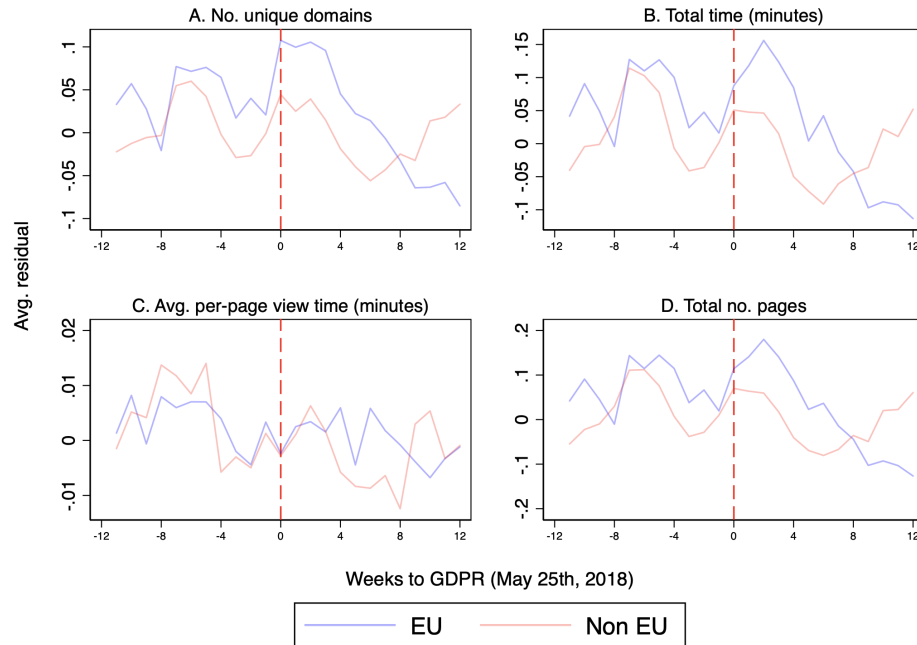 A. No. unique domains
.1
.05
0
-.05
-.1
-12 -8 -4 0 4 8 12
B. Total time (minutes)
.15
.1
.05
0
-.05
-.1
-12 -8 -4 0 4 8 12
Avg. residual
C. Avg. per-page view time (minutes)
.02
.01
0
-.01
-12 -8 -4 0 4 8 12
D. Total no. pages
.2
.1
0
-.1
-.2
-12 -8 -4 0 4 8 12
Weeks to GDPR (May 25th, 2018)
EU Non EU